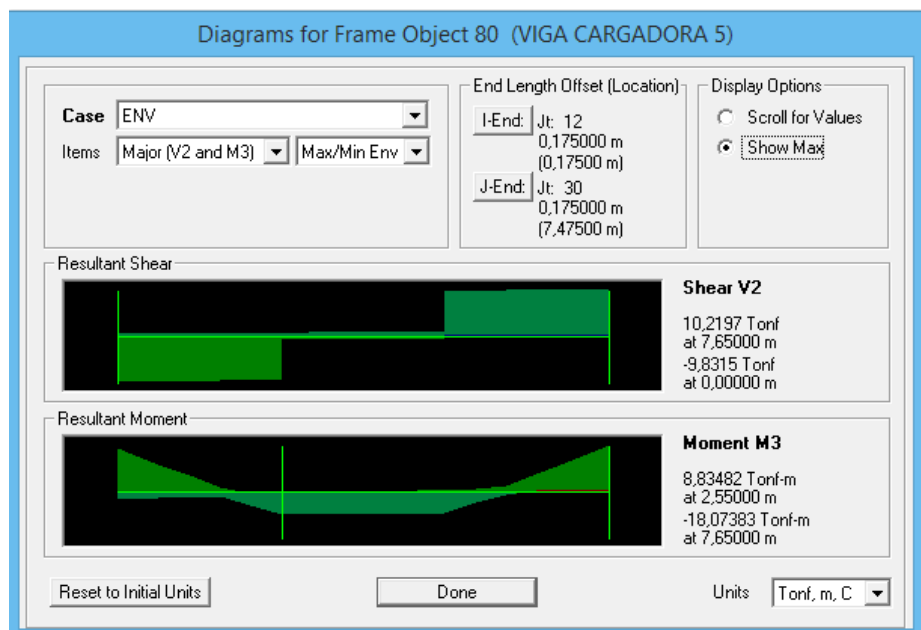 Diagrams for Frame Object 80 (VIGA CARGADORA 5)
Case ENV
Items Major (V2 and M3) Max/Min Env
End Length Offset (Location)
I-End: Jt: 12
0,175000 m
(0,17500 m)
J-End: Jt: 30
0,175000 m
(7,47500 m)
Display Options
Scroll for Values
Show Max
Resultant Shear
Shear V2
10,2197 Tonf
at 7,65000 m
-9,8315 Tonf
at 0,00000 m
Resultant Moment
Moment M3
8,83482 Tonf-m
at 2,55000 m
-18,07383 Tonf-m
at 7,65000 m
Reset to Initial Units
Done
Units Tonf, m, C